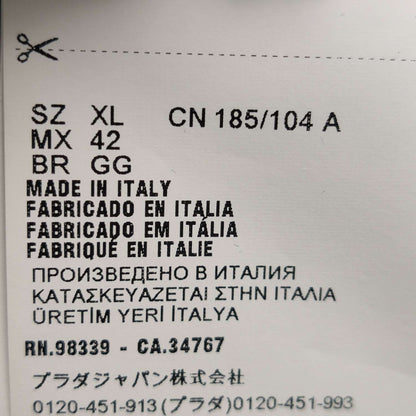 SZ XL CN 185/104 A
MX 42
BR GG
MADE IN ITALY
FABRICADO EN ITALIA
FABRICADO EM ITÁLIA
FABRIQUÉ EN ITALIE
ПРОИЗВЕДЕНО В ИТАЛИЯ
ΚΑΤΑΣΚΕΥΑΖΕΤΑΙ ΣΤΗΝ ΙΤΑΛΙΑ
ÜRETİM YERİ İTALYA
RN.98339 - CA.34767
プラダジャパン株式会社
0120-451-913(プラダ)0120-451-993